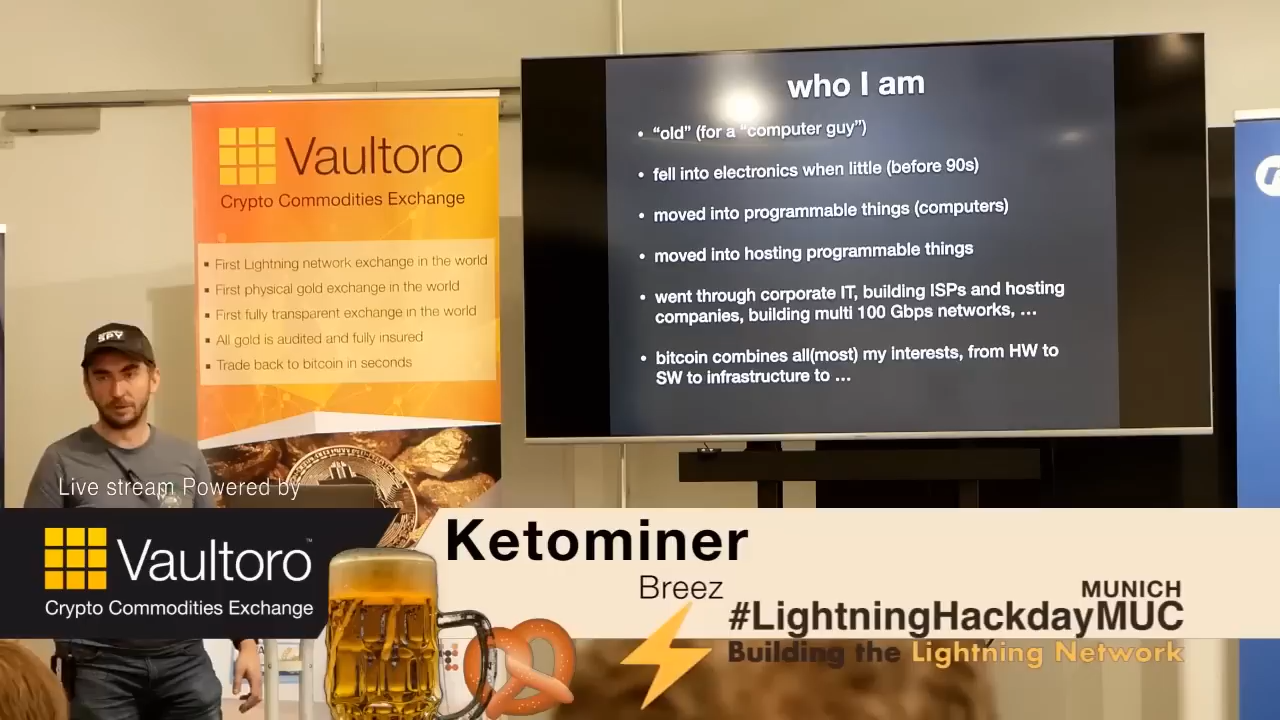 Vaultoro
Crypto Commodities Exchange
▪ First Lightning network exchange in the world
▪ First physical gold exchange in the world
▪ First fully transparent exchange in the world
▪ All gold is audited and fully insured
▪ Trade back to bitcoin in seconds
who I am
• “old” (for a “computer guy”)
• fell into electronics when little (before 90s)
• moved into programmable things (computers)
• moved into hosting programmable things
• went through corporate IT, building ISPs and hosting
companies, building multi 100 Gbps networks, ...
• bitcoin combines all(most) my interests, from HW to
SW to infrastructure to ...
SPY
Live stream Powered by
Vaultoro™
Crypto Commodities Exchange
Ketominer
Breez
MUNICH
#LightningHackdayMUC
Building the Lightning Network